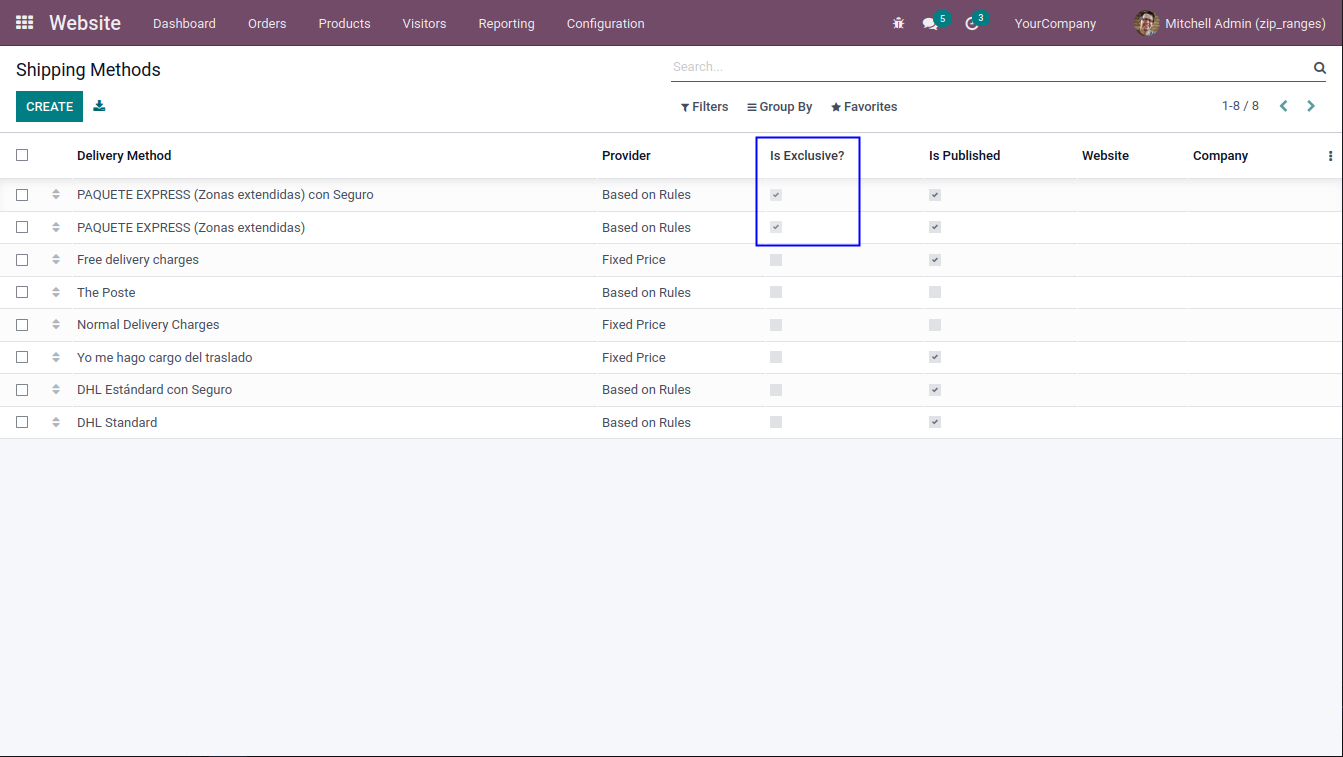 Website Dashboard Orders Products Visitors Reporting Configuration 5 3 YourCompany Mitchell Admin (zip_ranges)
Shipping Methods
Search...
CREATE
Filters Group By Favorites 1-8 / 8
Delivery Method Provider Is Exclusive? Is Published Website Company
PAQUETE EXPRESS (Zonas extendidas) con Seguro Based on Rules
PAQUETE EXPRESS (Zonas extendidas) Based on Rules
Free delivery charges Fixed Price
The Poste Based on Rules
Normal Delivery Charges Fixed Price
Yo me hago cargo del traslado Fixed Price
DHL Estándard con Seguro Based on Rules
DHL Standard Based on Rules